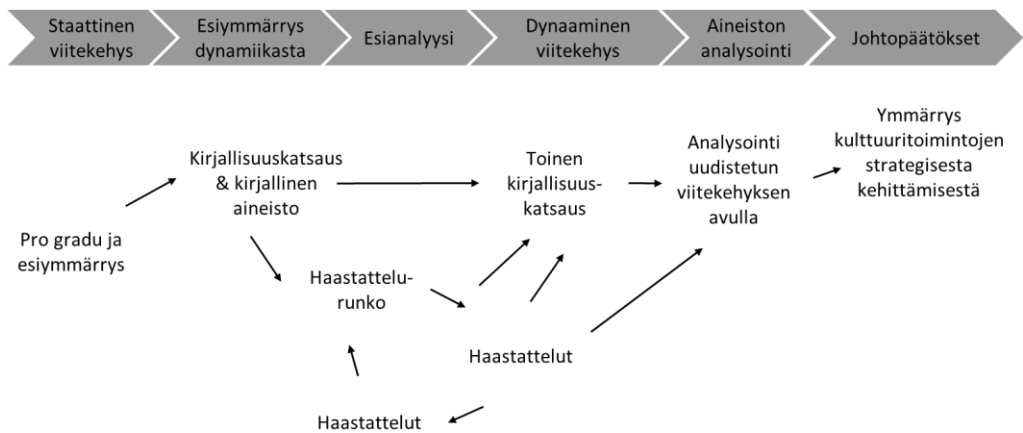 Staattinen
viitekehys
Esiymmärrys
dynamiikasta
Esianalyysi
Dynaaminen
viitekehys
Aineiston
analysointi
Johtopäätökset
Pro gradu ja
esiymmärrys
Kirjallisuuskatsaus
& kirjallinen
aineisto
Haastattelu-
runko
Haastattelut
Haastattelut
Toinen
kirjallisuus-
katsaus
Analysointi
uudistetun
viitekehyksen
avulla
Ymmärrys
kulttuuritoimintojen
strategisesta
kehittämisestä